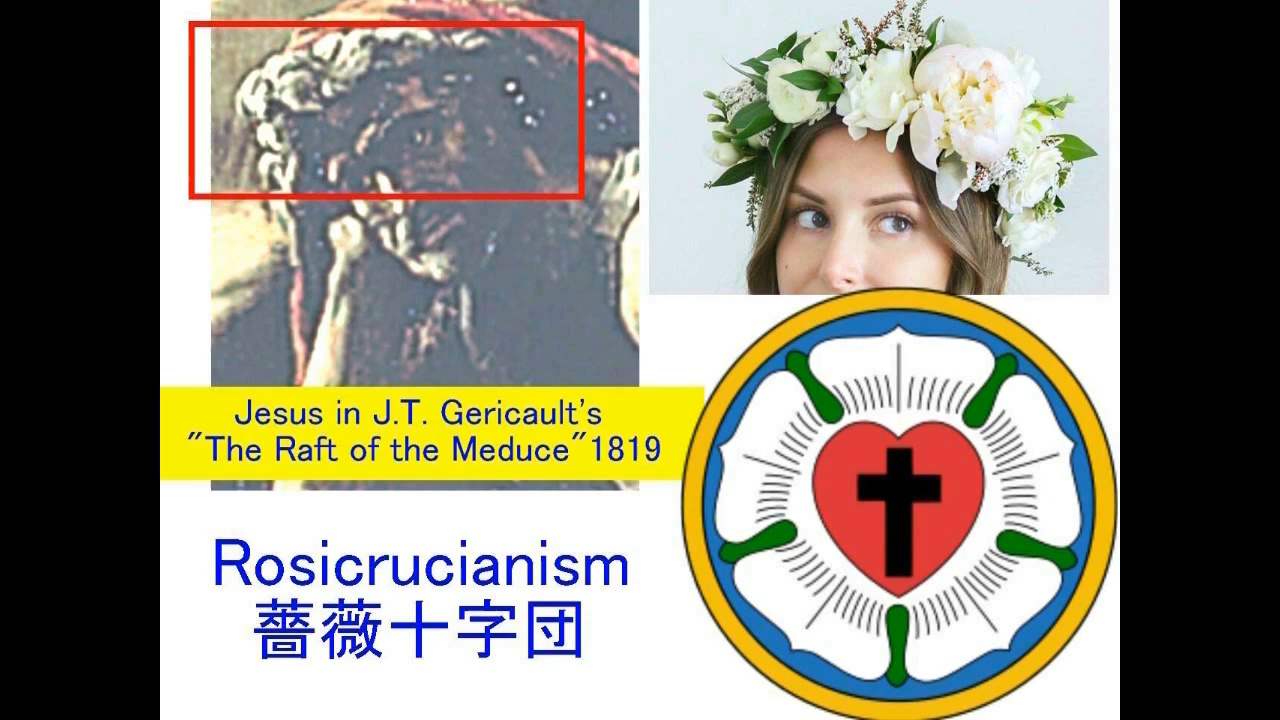 Jesus in J.T. Gericault's
"The Raft of the Meduce"1819
Rosicrucianism
薔薇十字団